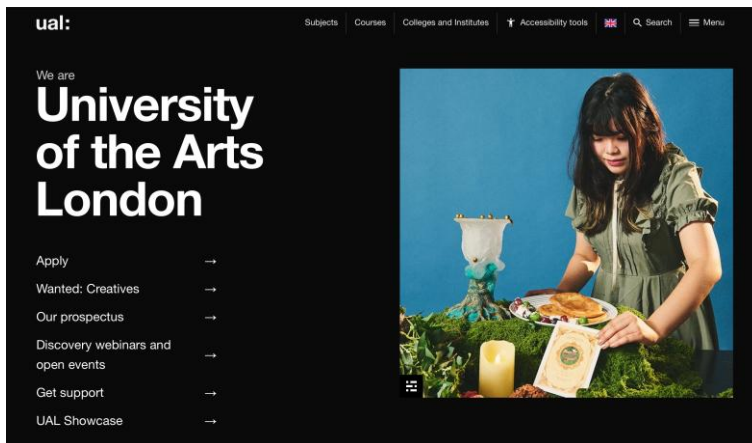 ual:
Subjects
Courses
Colleges and Institutes
Accessibility tools
Search
Menu
We are
University
of the Arts
London
Apply →
Wanted: Creatives →
Our prospectus →
Discovery webinars and
open events →
Get support →
UAL Showcase →